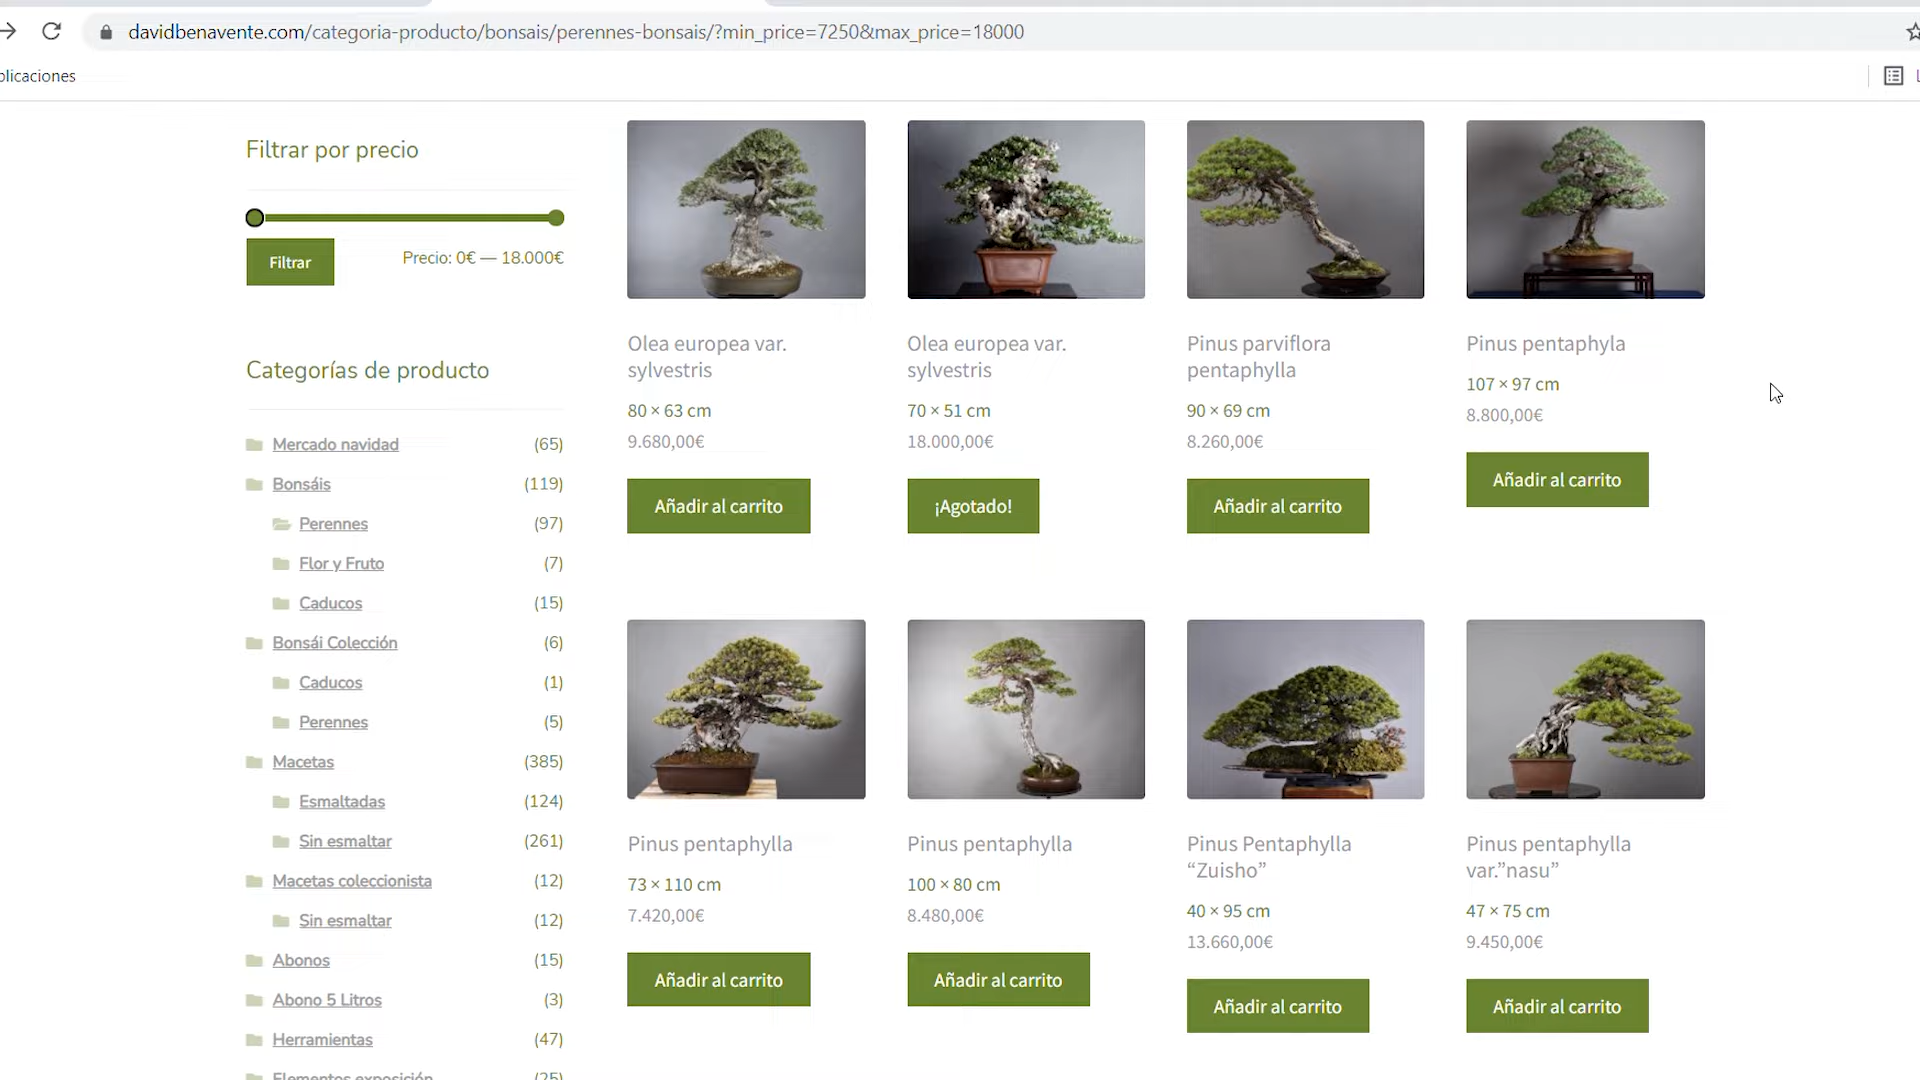 davidbenavente.com/categoria-producto/bonsais/perennes-bonsais/?min_price=7250&max_price=18000
plicaciones
Filtrar por precio
Filtrar
Precio: 0€ — 18.000€
Categorías de producto
Mercado navidad (65)
Bonsáis (119)
Perennes (97)
Flor y Fruto (7)
Caducos (15)
Bonsái Colección (6)
Caducos (1)
Perennes (5)
Macetas (385)
Esmaltadas (124)
Sin esmaltar (261)
Macetas coleccionista (12)
Sin esmaltar (12)
Abonos (15)
Abono 5 Litros (3)
Herramientas (47)
Elementos exposición (25)
Olea europea var.
sylvestris
80 × 63 cm
9.680,00€
Añadir al carrito
Olea europea var.
sylvestris
70 × 51 cm
18.000,00€
¡Agotado!
Pinus parviflora
pentaphylla
90 × 69 cm
8.260,00€
Añadir al carrito
Pinus pentaphyla
107 × 97 cm
8.800,00€
Añadir al carrito
Pinus pentaphylla
73 × 110 cm
7.420,00€
Añadir al carrito
Pinus pentaphylla
100 × 80 cm
8.480,00€
Añadir al carrito
Pinus Pentaphylla
“Zuisho”
40 × 95 cm
13.660,00€
Añadir al carrito
Pinus pentaphylla
var.”nasu”
47 × 75 cm
9.450,00€
Añadir al carrito